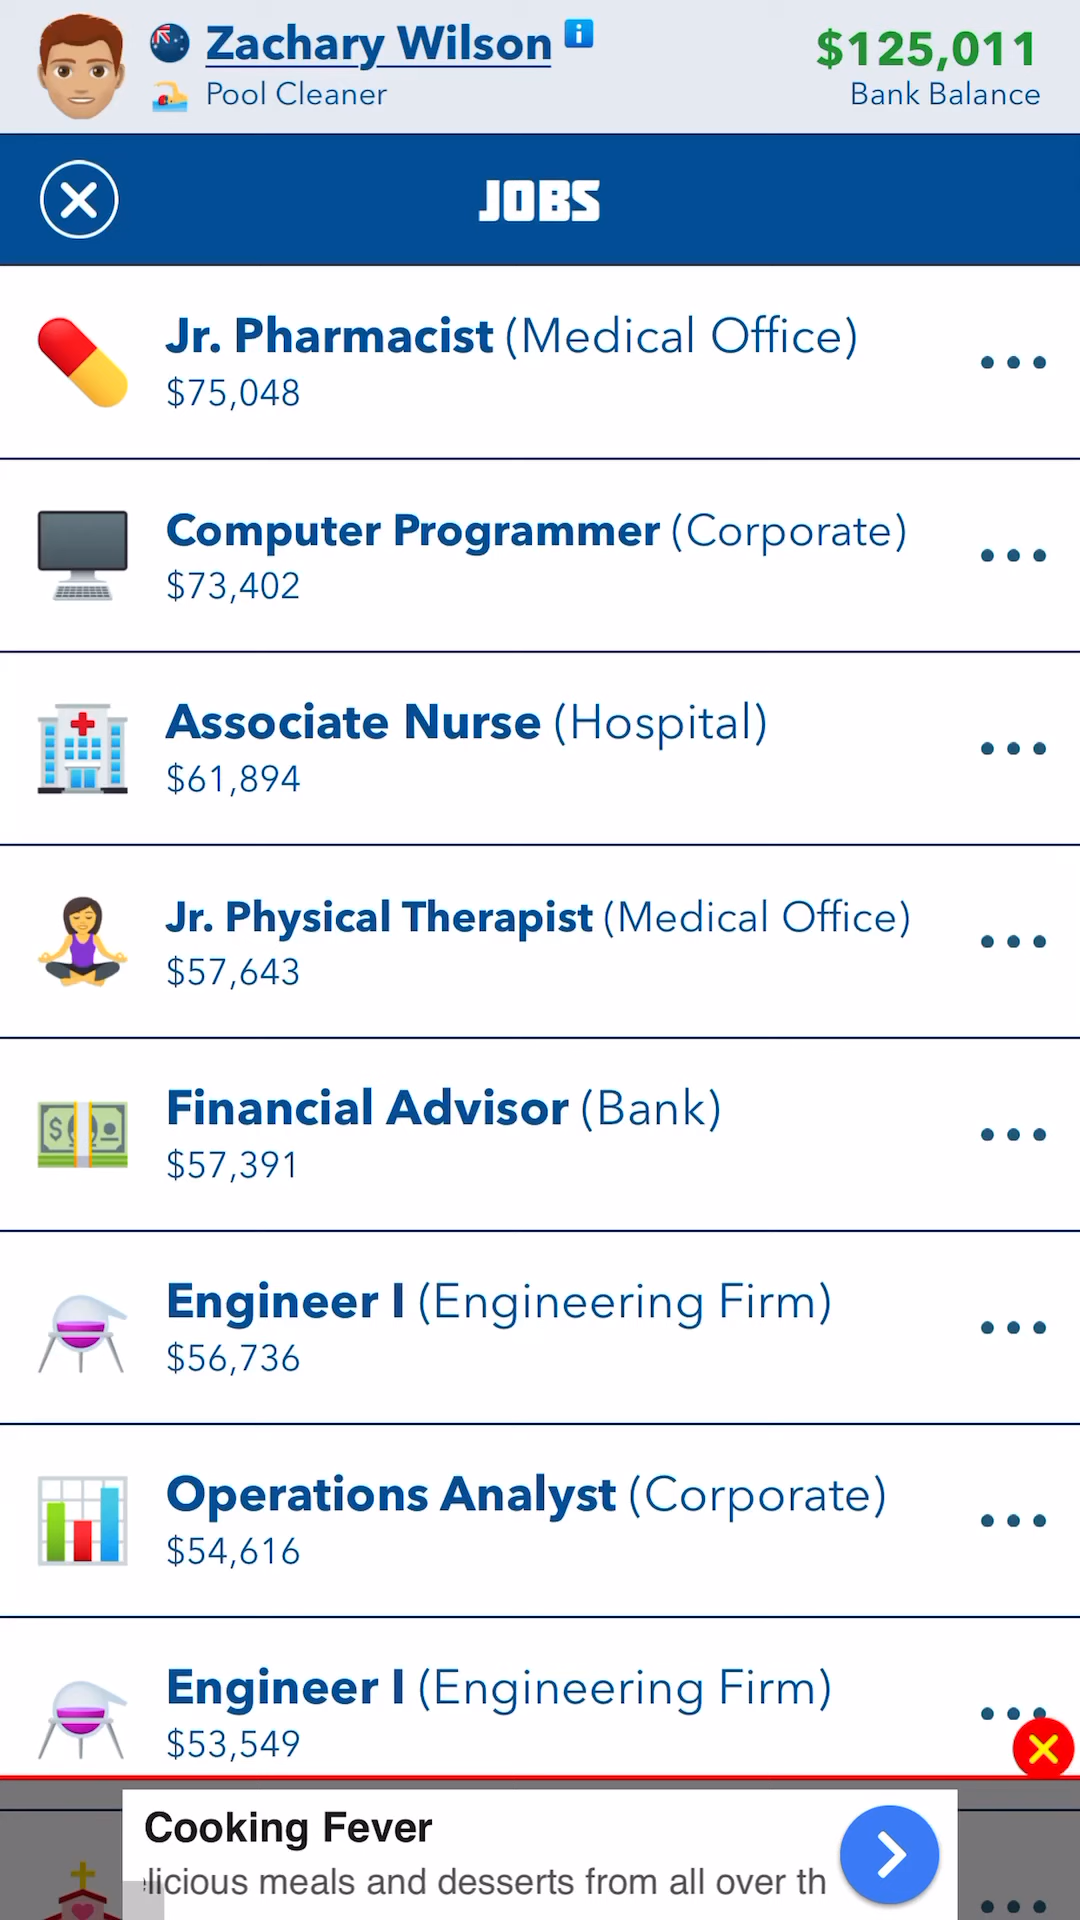 Zachary Wilson
$125,011
Pool Cleaner
Bank Balance
JOBS
Jr. Pharmacist (Medical Office)
$75,048
Computer Programmer (Corporate)
$73,402
Associate Nurse (Hospital)
$61,894
Jr. Physical Therapist (Medical Office)
$57,643
Financial Advisor (Bank)
$57,391
Engineer I (Engineering Firm)
$56,736
Operations Analyst (Corporate)
$54,616
Engineer I (Engineering Firm)
$53,549
Cooking Fever
licious meals and desserts from all over th